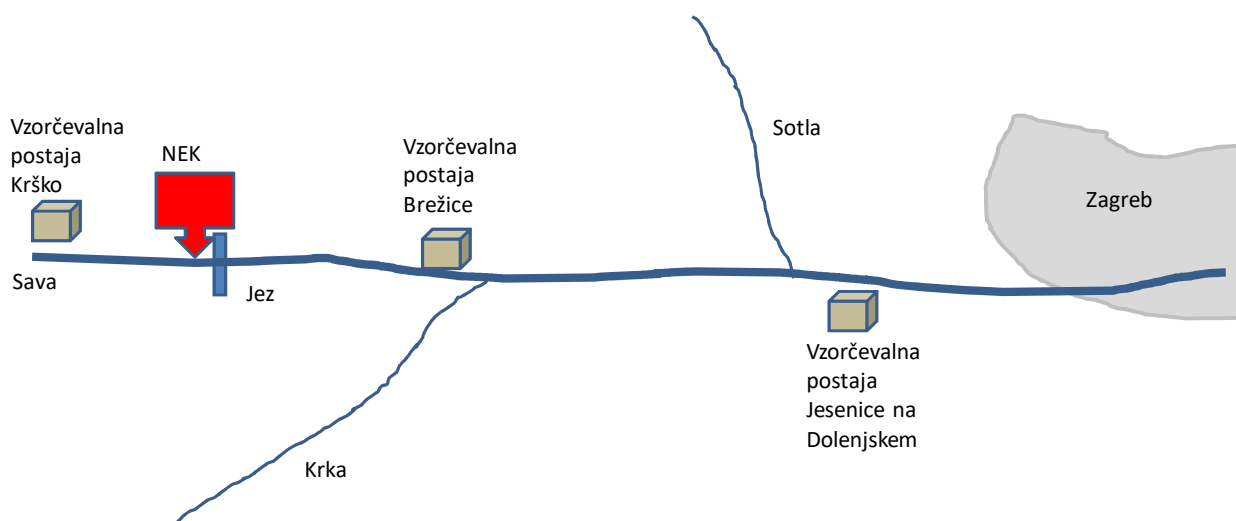 Vzorčevalna
postaja
Krško
NEK
Vzorčevalna
postaja
Brežice
Sotla
Zagreb
Sava
Jez
Vzorčevalna
postaja
Jesenice na
Dolenjskem
Krka